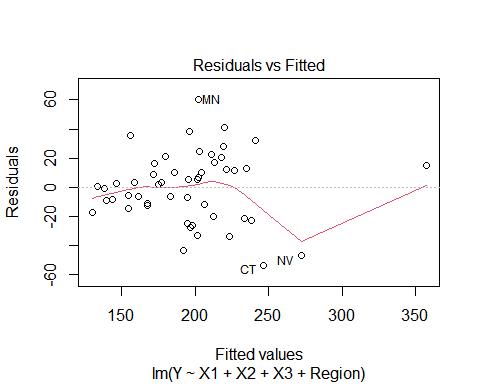 Residuals vs Fitted
60
20
0
-20
-60
Residuals
MN
CT
NV
150
200
250
300
350
Fitted values
lm(Y ~ X1 + X2 + X3 + Region)